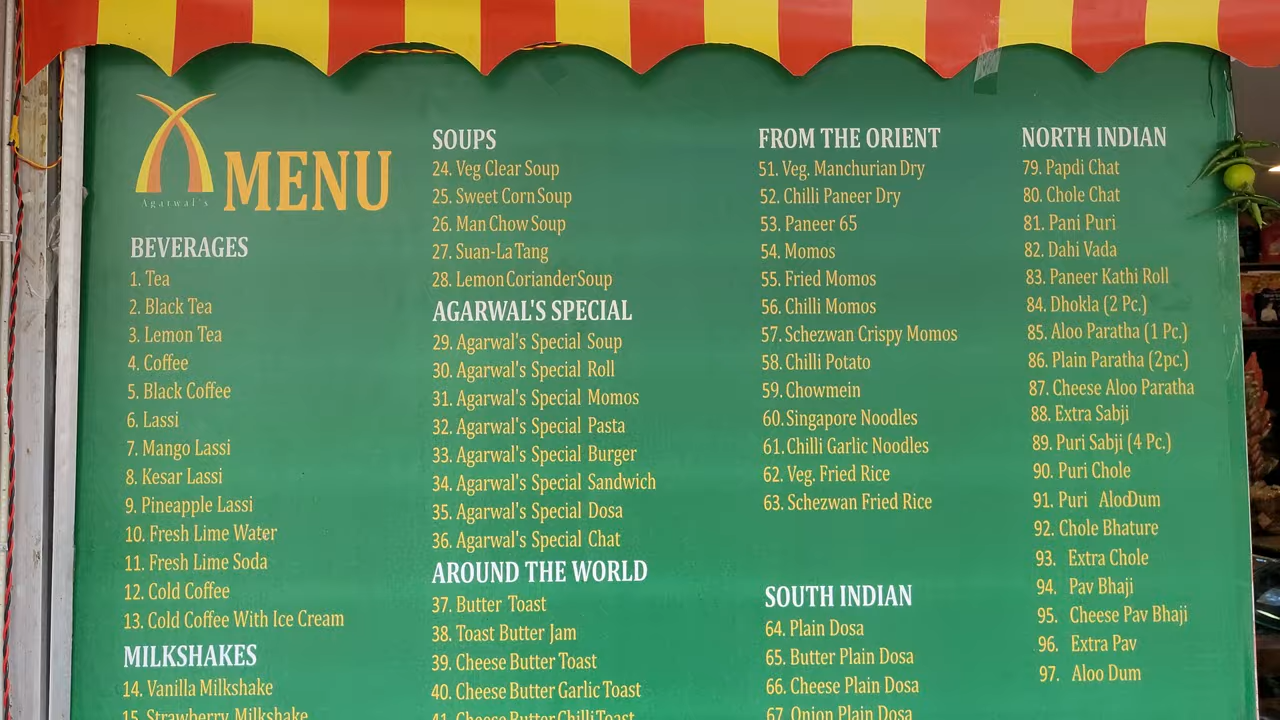 Agarwal's
MENU
BEVERAGES
1. Tea
2. Black Tea
3. Lemon Tea
4. Coffee
5. Black Coffee
6. Lassi
7. Mango Lassi
8. Kesar Lassi
9. Pineapple Lassi
10. Fresh Lime Water
11. Fresh Lime Soda
12. Cold Coffee
13. Cold Coffee With Ice Cream
MILKSHAKES
14. Vanilla Milkshake
15. Strawberry Milkshake
SOUPS
24. Veg Clear Soup
25. Sweet Corn Soup
26. Man Chow Soup
27. Suan-La Tang
28. Lemon Coriander Soup
AGARWAL'S SPECIAL
29. Agarwal's Special Soup
30. Agarwal's Special Roll
31. Agarwal's Special Momos
32. Agarwal's Special Pasta
33. Agarwal's Special Burger
34. Agarwal's Special Sandwich
35. Agarwal's Special Dosa
36. Agarwal's Special Chat
AROUND THE WORLD
37. Butter Toast
38. Toast Butter Jam
39. Cheese Butter Toast
40. Cheese Butter Garlic Toast
41. Cheese Butter Chilli Toast
FROM THE ORIENT
51. Veg. Manchurian Dry
52. Chilli Paneer Dry
53. Paneer 65
54. Momos
55. Fried Momos
56. Chilli Momos
57. Schezwan Crispy Momos
58. Chilli Potato
59. Chowmein
60. Singapore Noodles
61. Chilli Garlic Noodles
62. Veg. Fried Rice
63. Schezwan Fried Rice
SOUTH INDIAN
64. Plain Dosa
65. Butter Plain Dosa
66. Cheese Plain Dosa
67. Onion Plain Dosa
NORTH INDIAN
79. Papdi Chat
80. Chole Chat
81. Pani Puri
82. Dahi Vada
83. Paneer Kathi Roll
84. Dhokla (2 Pc.)
85. Aloo Paratha (1 Pc.)
86. Plain Paratha (2pc.)
87. Cheese Aloo Paratha
88. Extra Sabji
89. Puri Sabji (4 Pc.)
90. Puri Chole
91. Puri AlooDum
92. Chole Bhature
93. Extra Chole
94. Pav Bhaji
95. Cheese Pav Bhaji
96. Extra Pav
97. Aloo Dum